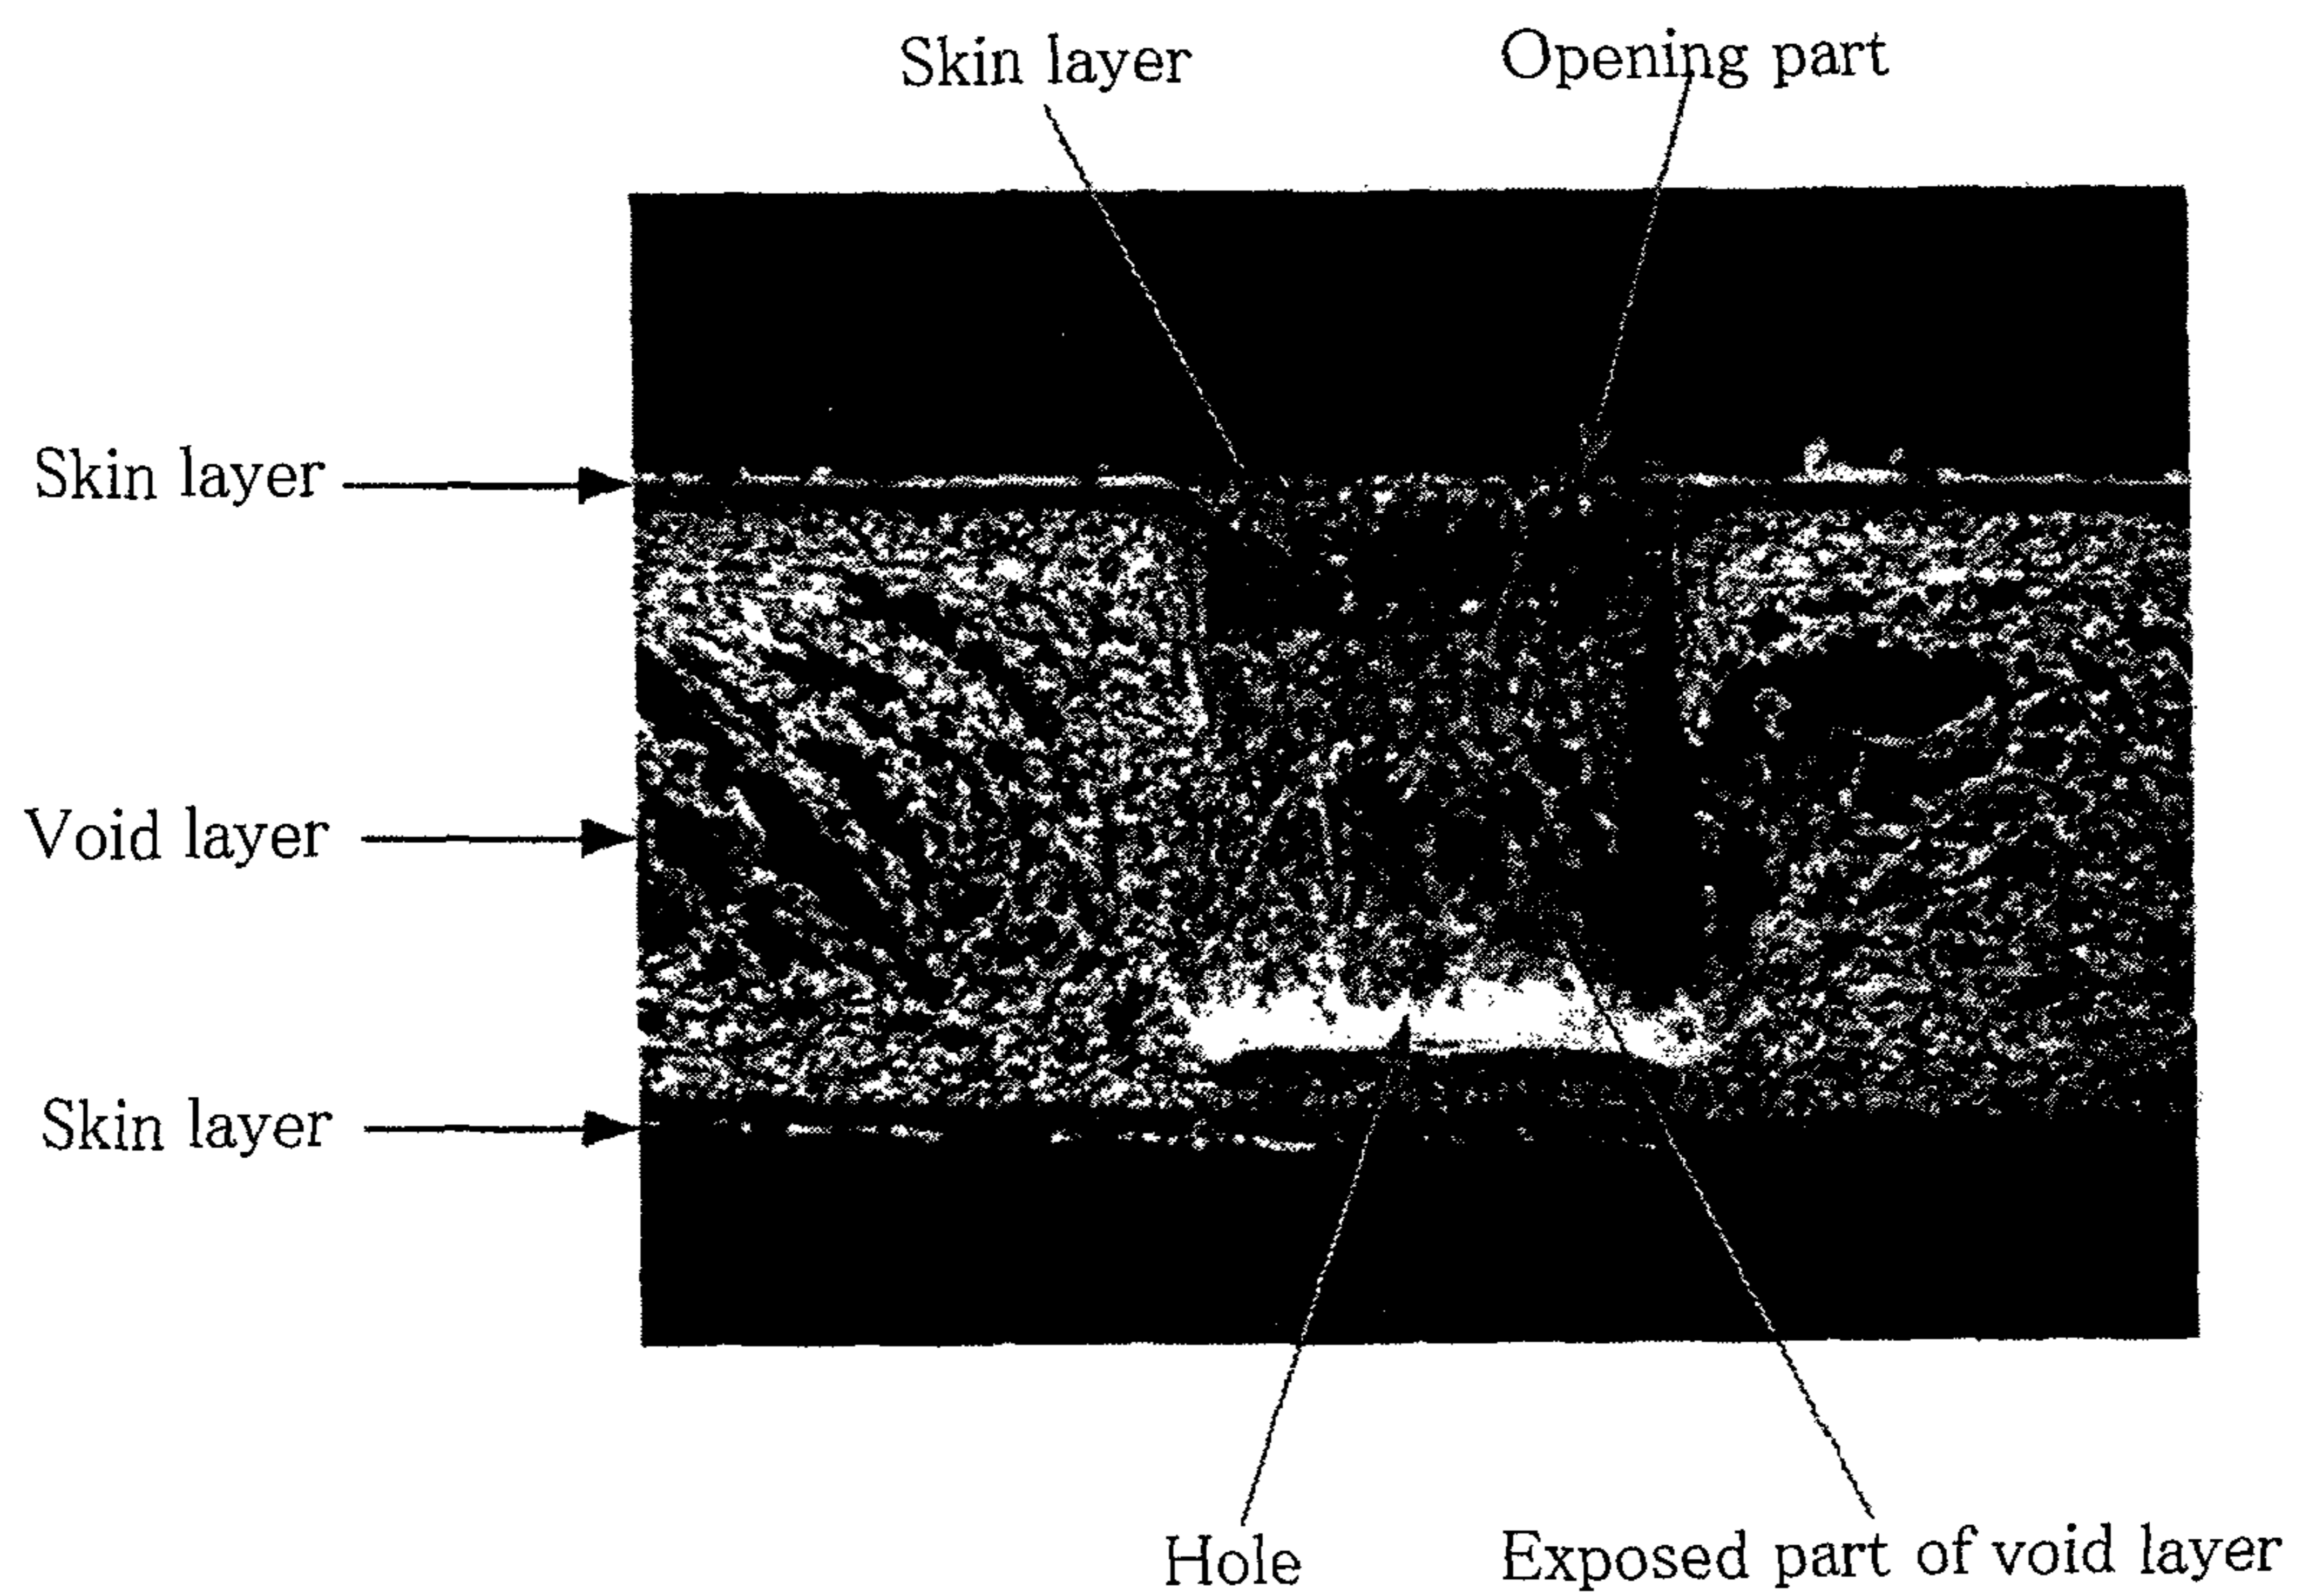 Skin layer
Opening part
Skin layer
Void layer
Skin layer
Hole
Exposed part of void layer